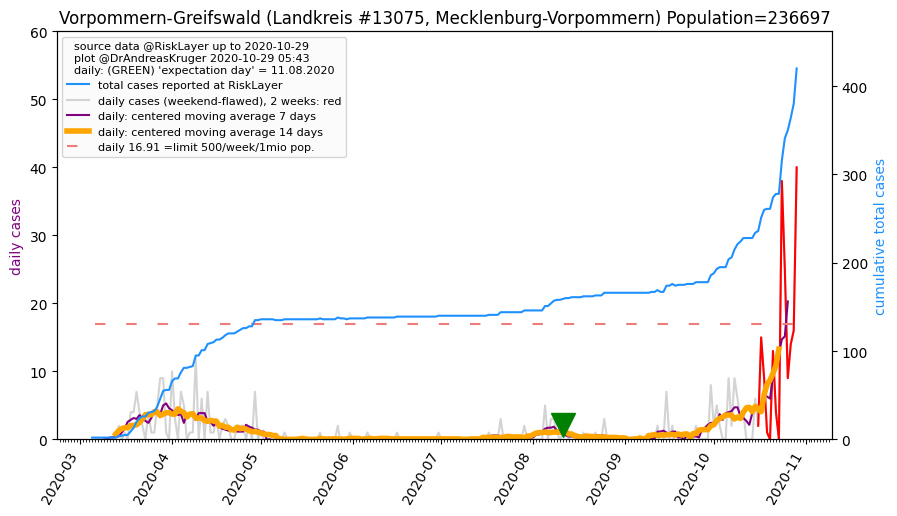 Vorpommern-Greifswald (Landkreis #13075, Mecklenburg-Vorpommern) Population=236697
source data @RiskLayer up to 2020-10-29
plot @DrAndreasKruger 2020-10-29 05:43
daily: (GREEN) 'expectation day' = 11.08.2020
total cases reported at RiskLayer
daily cases (weekend-flawed), 2 weeks: red
daily: centered moving average 7 days
daily: centered moving average 14 days
daily 16.91 =limit 500/week/1mio pop.
daily cases
60
50
40
30
20
10
0
cumulative total cases
400
300
200
100
0
2020-03
2020-04
2020-05
2020-06
2020-07
2020-08
2020-09
2020-10
2020-11